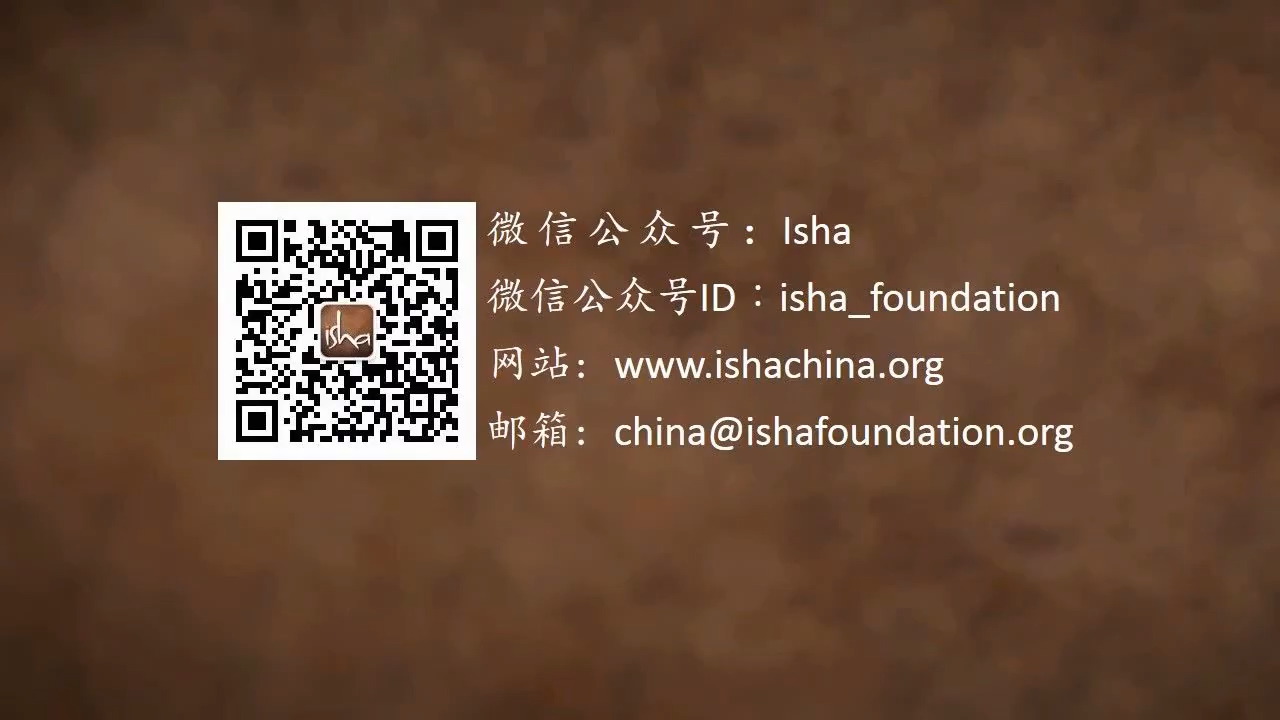 微信公众号：Isha
微信公众号ID：isha_foundation
网站：www.ishachina.org
邮箱：china@ishafoundation.org
isha